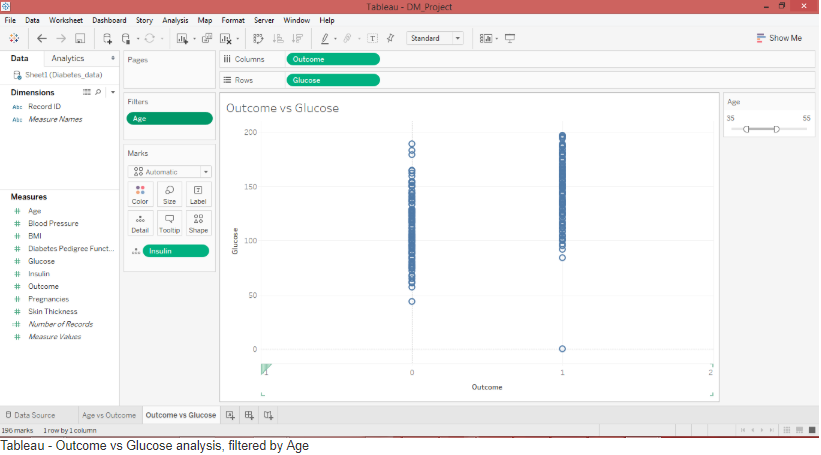 Tableau - DM_Project
File Data Worksheet Dashboard Story Analysis Map Format Server Window Help
Standard
Show Me
Data Analytics
Sheet1 (Diabetes_data)
Dimensions
Abc Record ID
Abc Measure Names
Measures
Age
Blood Pressure
BMI
Diabetes Pedigree Funct...
Glucose
Insulin
Outcome
Pregnancies
Skin Thickness
Number of Records
Measure Values
Pages
Filters
Age
Marks
Automatic
Color Size Label
Detail Tooltip Shape
Insulin
Columns Outcome
Rows Glucose
Outcome vs Glucose
Glucose
200
150
100
50
0
-1 0 1 2
Outcome
Age
35 55
Data Source Age vs Outcome Outcome vs Glucose
196 marks 1 row by 1 column
Tableau - Outcome vs Glucose analysis, filtered by Age